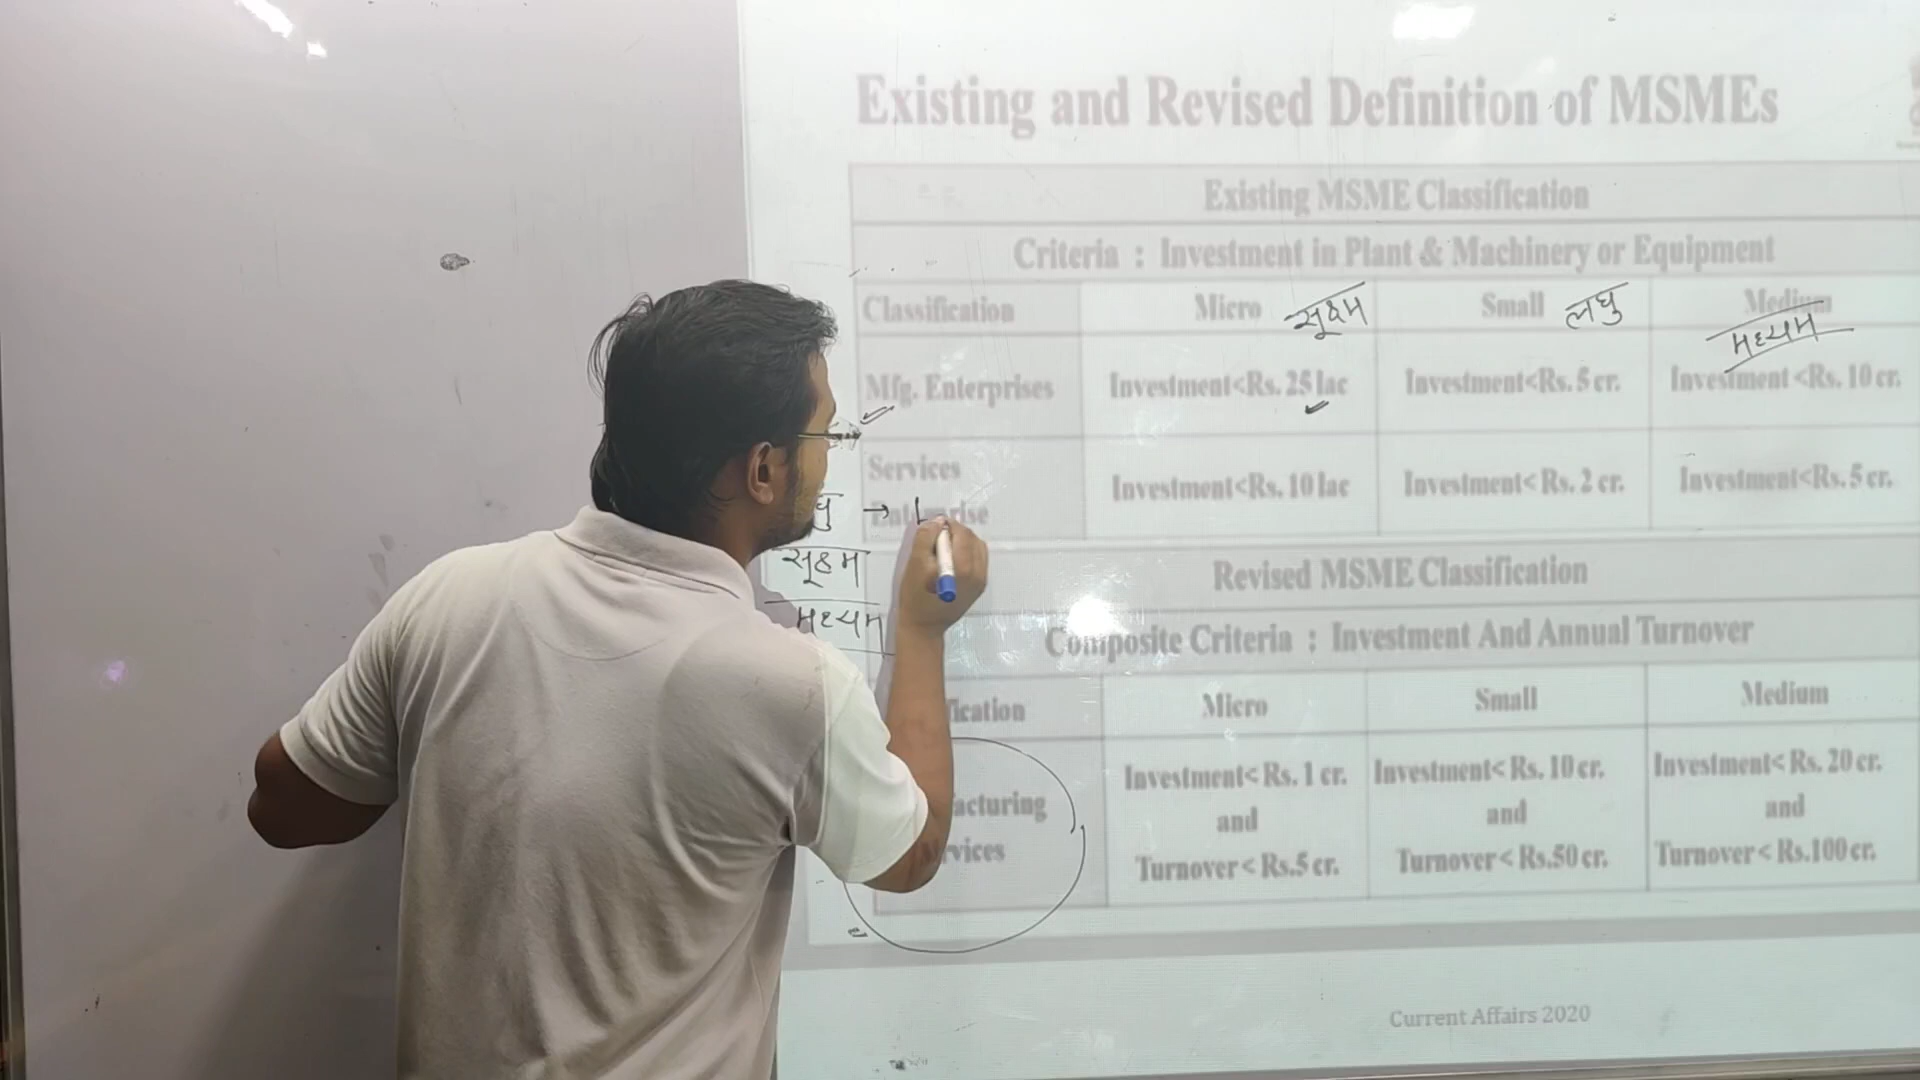 Existing and Revised Definition of MSMEs
Existing MSME Classification
Criteria : Investment in Plant & Machinery or Equipment
Classification Micro सूक्ष्म Small लघु Medium मध्यम
Mfg. Enterprises Investment<Rs. 25 lac Investment<Rs. 5 cr. Investment <Rs. 10 cr.
Services Investment<Rs. 10 lac Investment< Rs. 2 cr. Investment<Rs. 5 cr.
घु →
सूक्ष्म
मध्यम
Revised MSME Classification
Composite Criteria : Investment And Annual Turnover
ification Micro Small Medium
acturing Investment< Rs. 1 cr. Investment< Rs. 10 cr. Investment< Rs. 20 cr.
and and and
rvices Turnover< Rs.5 cr. Turnover< Rs.50 cr. Turnover< Rs.100 cr.
Current Affairs 2020